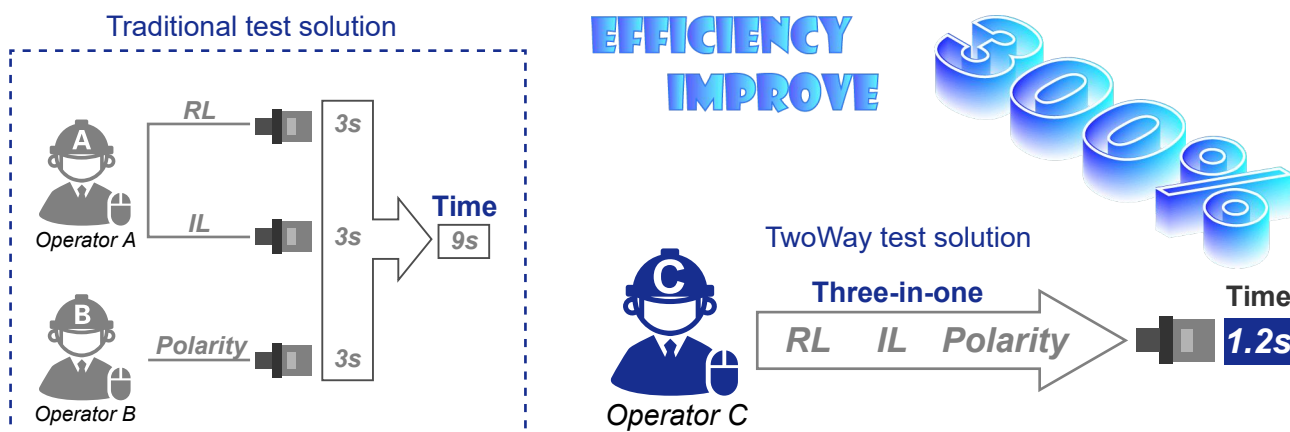 Traditional test solution
A
RL
3s
IL
3s
Operator A
Time
9s
B
Polarity
3s
Operator B
EFFICIENCY
IMPROVE
300%
TwoWay test solution
C
Three-in-one
RL IL Polarity
Time
1.2s
Operator C